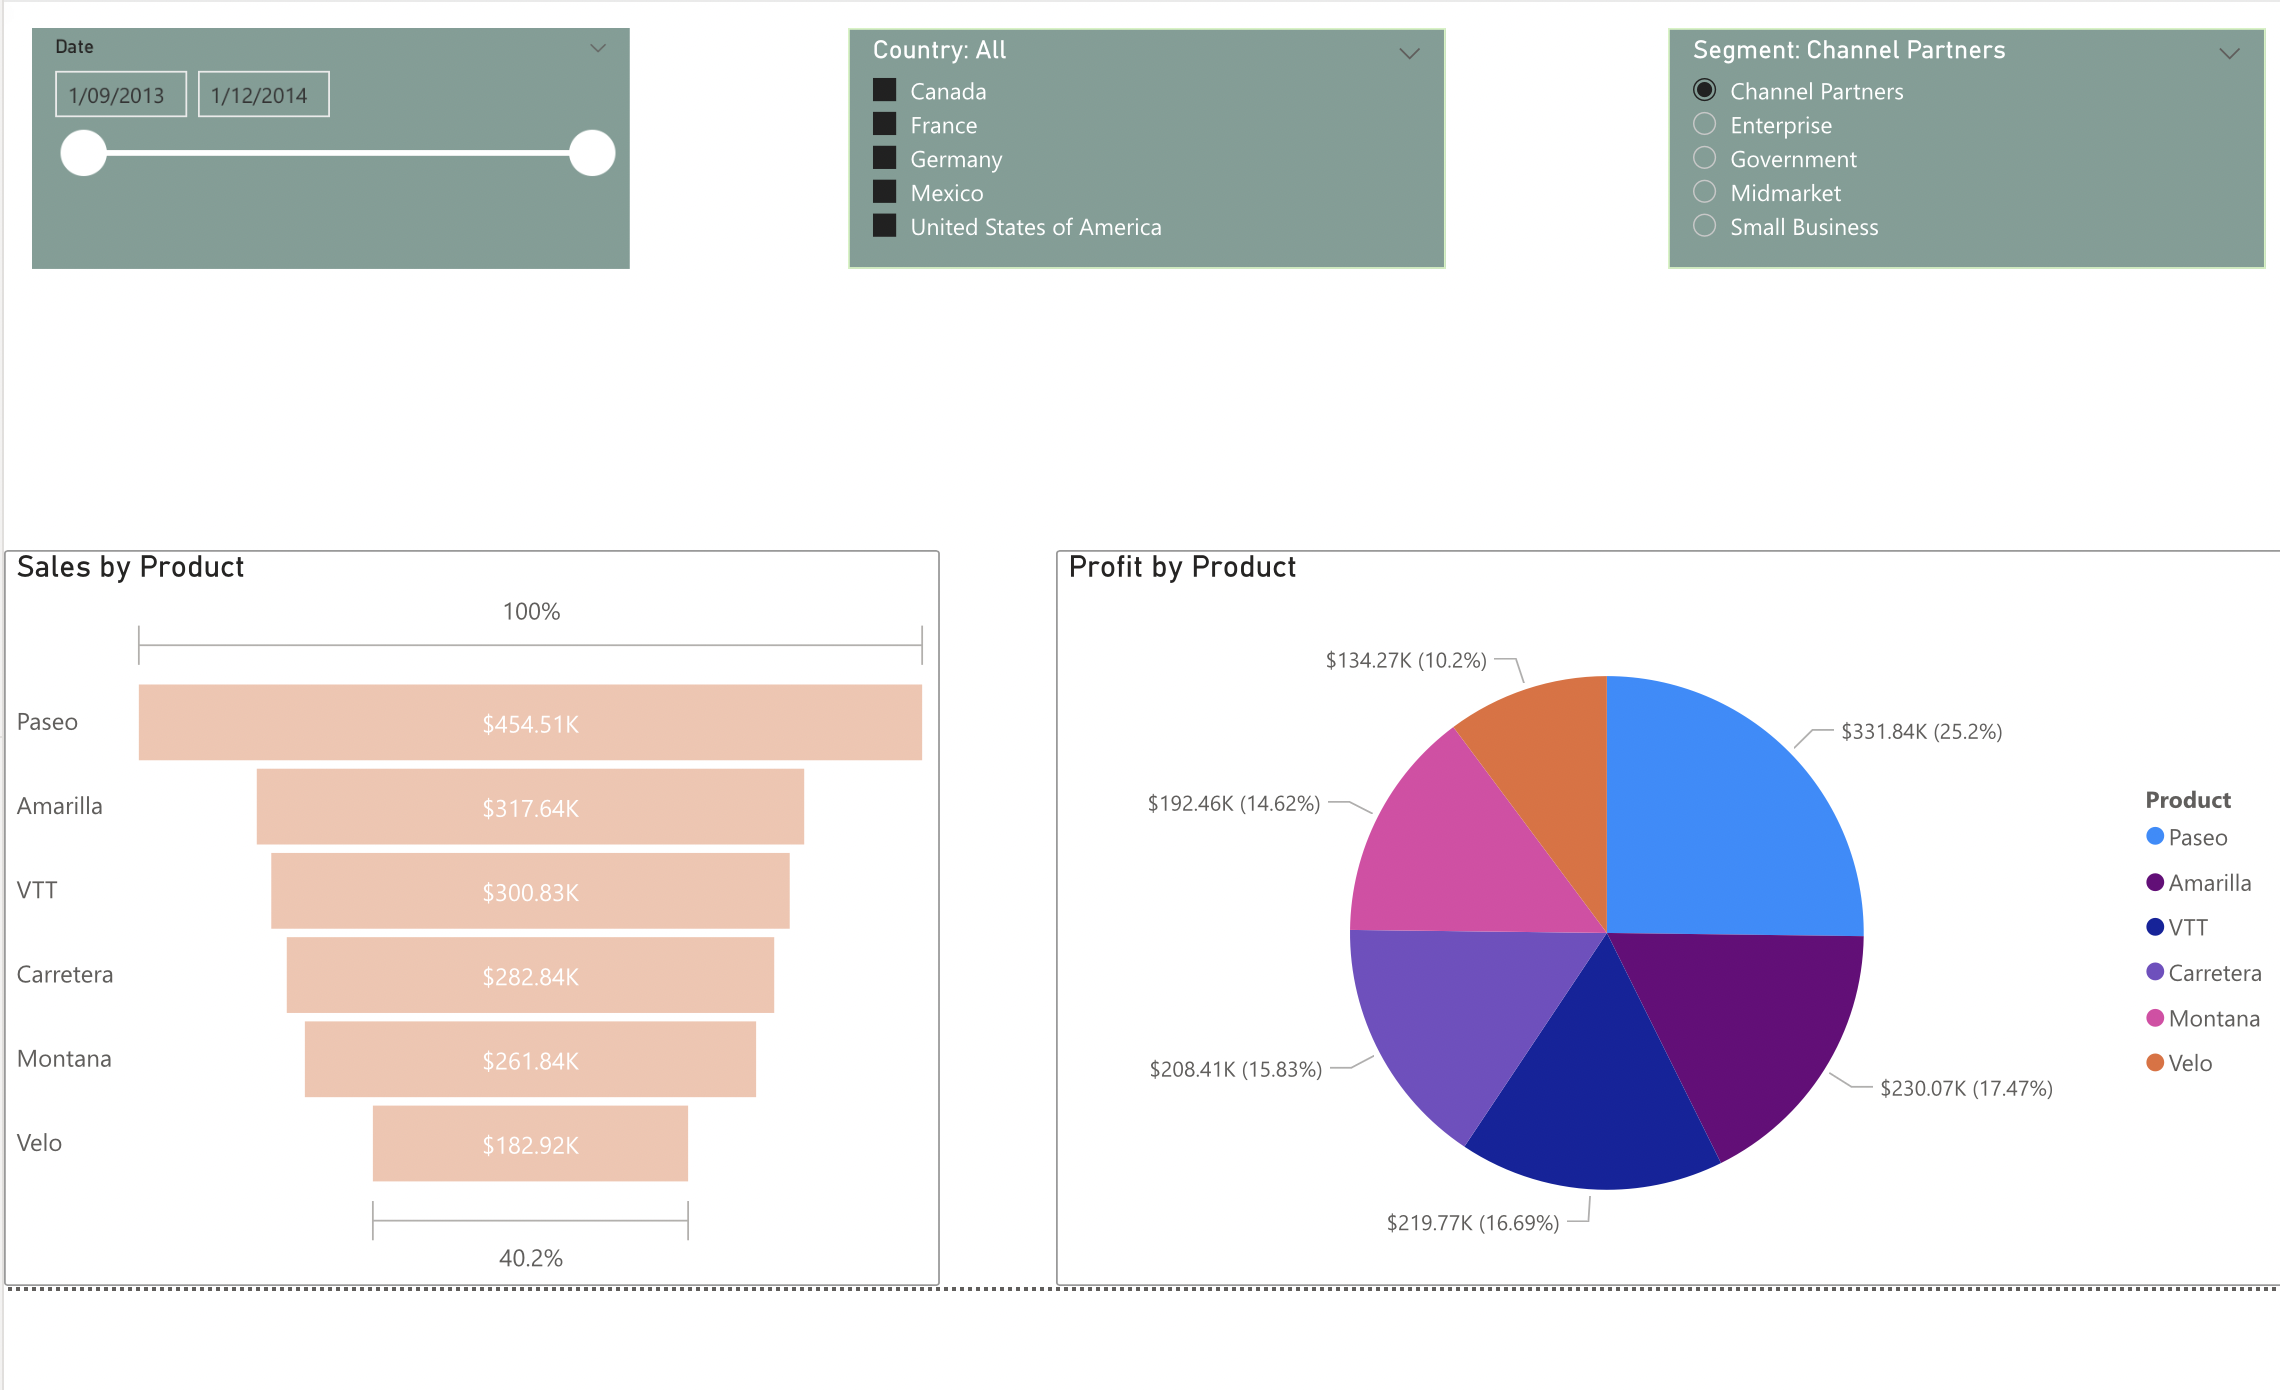 Date
1/09/2013
1/12/2014
Country: All
Canada
France
Germany
Mexico
United States of America
Segment: Channel Partners
Channel Partners
Enterprise
Government
Midmarket
Small Business
Sales by Product
100%
Paseo
$454.51K
Amarilla
$317.64K
VTT
$300.83K
Carretera
$282.84K
Montana
$261.84K
Velo
$182.92K
40.2%
Profit by Product
$134.27K (10.2%)
$331.84K (25.2%)
$192.46K (14.62%)
$208.41K (15.83%)
$230.07K (17.47%)
$219.77K (16.69%)
Product
Paseo
Amarilla
VTT
Carretera
Montana
Velo